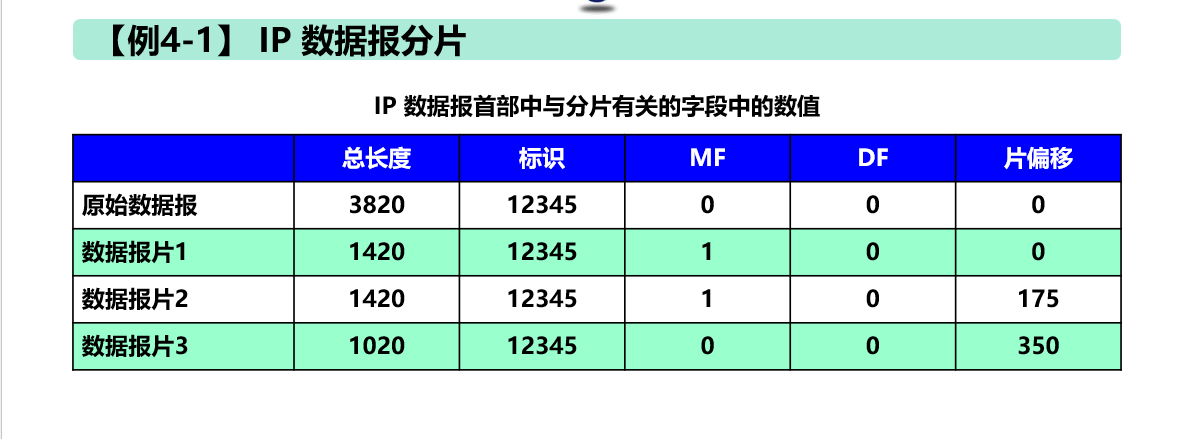 【例4-1】 IP 数据报分片
IP 数据报首部中与分片有关的字段中的数值
总长度 标识 MF DF 片偏移
原始数据报 3820 12345 0 0 0
数据报片1 1420 12345 1 0 0
数据报片2 1420 12345 1 0 175
数据报片3 1020 12345 0 0 350